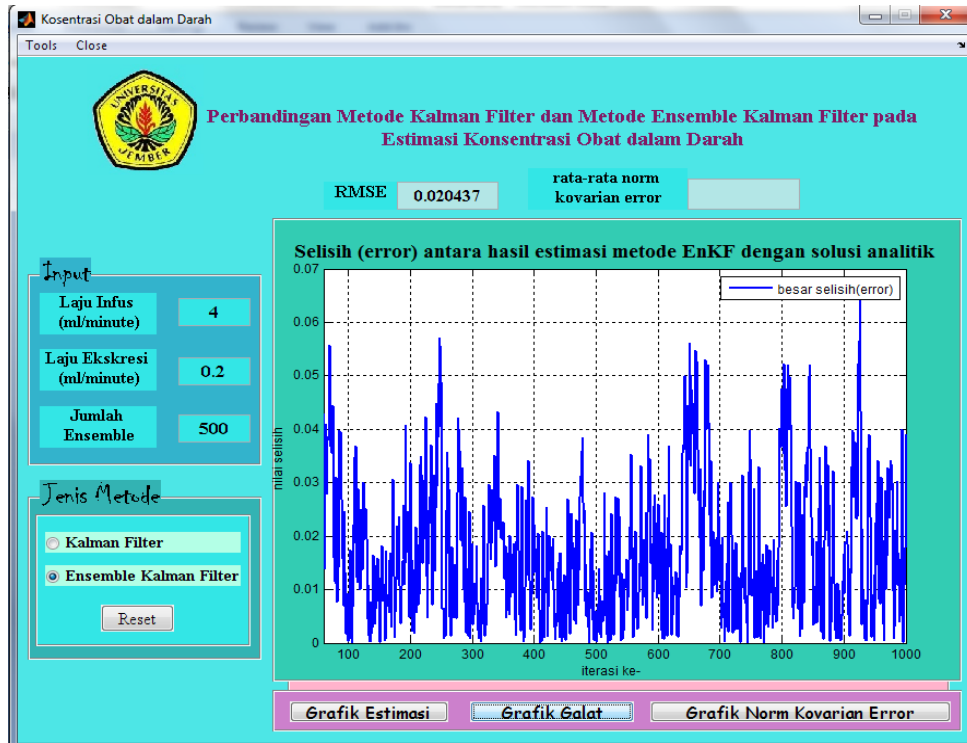 Kosentrasi Obat dalam Darah
Tools Close
UNIVERSITAS
JEMBER
Perbandingan Metode Kalman Filter dan Metode Ensemble Kalman Filter pada
Estimasi Konsentrasi Obat dalam Darah
RMSE 0.020437
rata-rata norm
kovarian error
Input
Laju Infus
(ml/minute)
4
Laju Ekskresi
(ml/minute)
0.2
Jumlah
Ensemble
500
Jenis Metode
Kalman Filter
Ensemble Kalman Filter
Reset
Selisih (error) antara hasil estimasi metode EnKF dengan solusi analitik
besar selisih(error)
0.07
0.06
0.05
0.04
0.03
0.02
0.01
0
nilai selisih
100 200 300 400 500 600 700 800 900 1000
iterasi ke-
Grafik Estimasi Grafik Galat Grafik Norm Kovarian Error